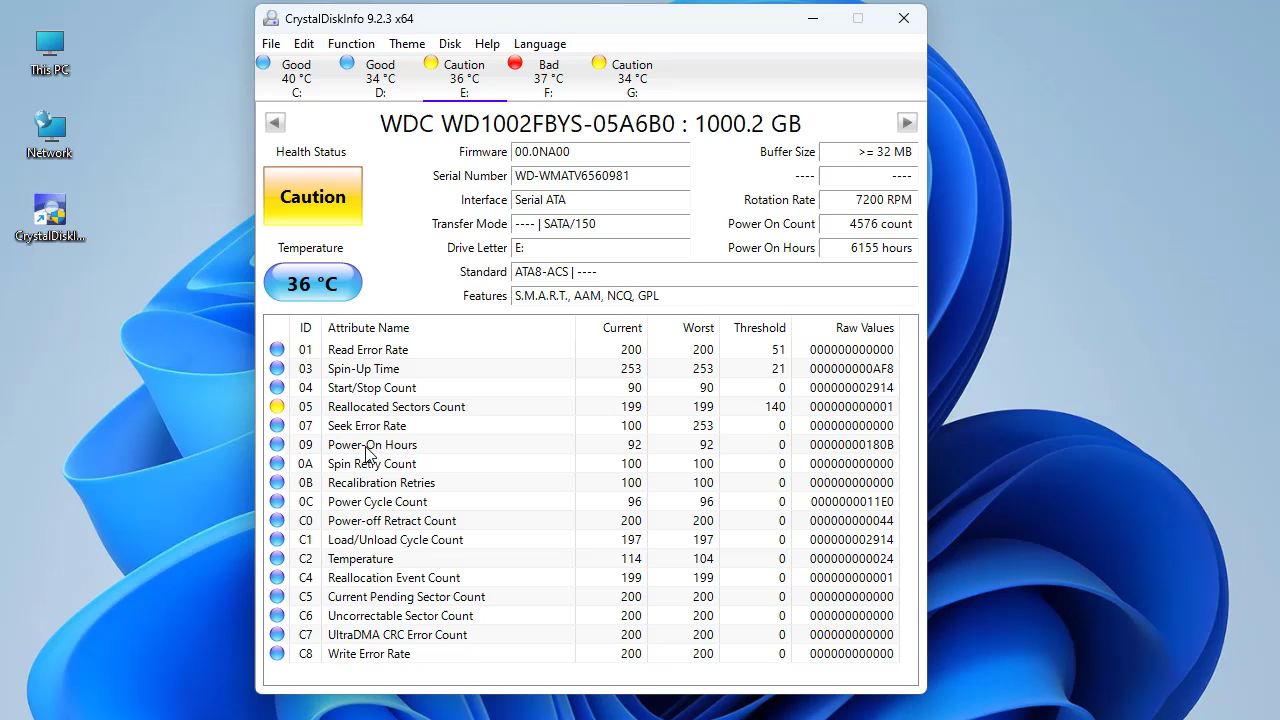 This PC
Network
CrystalDiskI...
CrystalDiskInfo 9.2.3 x64
File Edit Function Theme Disk Help Language
Good Good Caution Bad Caution
40 °C 34 °C 36 °C 37 °C 34 °C
C: D: E: F: G:
WDC WD1002FBYS-05A6B0 : 1000.2 GB
Health Status Firmware 00.0NA00 Buffer Size >= 32 MB
Caution Serial Number WD-WMATV6560981 ---- ----
Interface Serial ATA Rotation Rate 7200 RPM
Transfer Mode ---- | SATA/150 Power On Count 4576 count
Temperature Drive Letter E: Power On Hours 6155 hours
36 °C Standard ATA8-ACS | ----
Features S.M.A.R.T., AAM, NCQ, GPL
ID Attribute Name Current Worst Threshold Raw Values
01 Read Error Rate 200 200 51 000000000000
03 Spin-Up Time 253 253 21 000000000AF8
04 Start/Stop Count 90 90 0 000000002914
05 Reallocated Sectors Count 199 199 140 000000000001
07 Seek Error Rate 100 253 0 000000000000
09 Power-On Hours 92 92 0 00000000180B
0A Spin Retry Count 100 100 0 000000000000
0B Recalibration Retries 100 100 0 000000000000
0C Power Cycle Count 96 96 0 0000000011E0
C0 Power-off Retract Count 200 200 0 000000000044
C1 Load/Unload Cycle Count 197 197 0 000000002914
C2 Temperature 114 104 0 000000000024
C4 Reallocation Event Count 199 199 0 000000000001
C5 Current Pending Sector Count 200 200 0 000000000000
C6 Uncorrectable Sector Count 200 200 0 000000000000
C7 UltraDMA CRC Error Count 200 200 0 000000000000
C8 Write Error Rate 200 200 0 000000000000